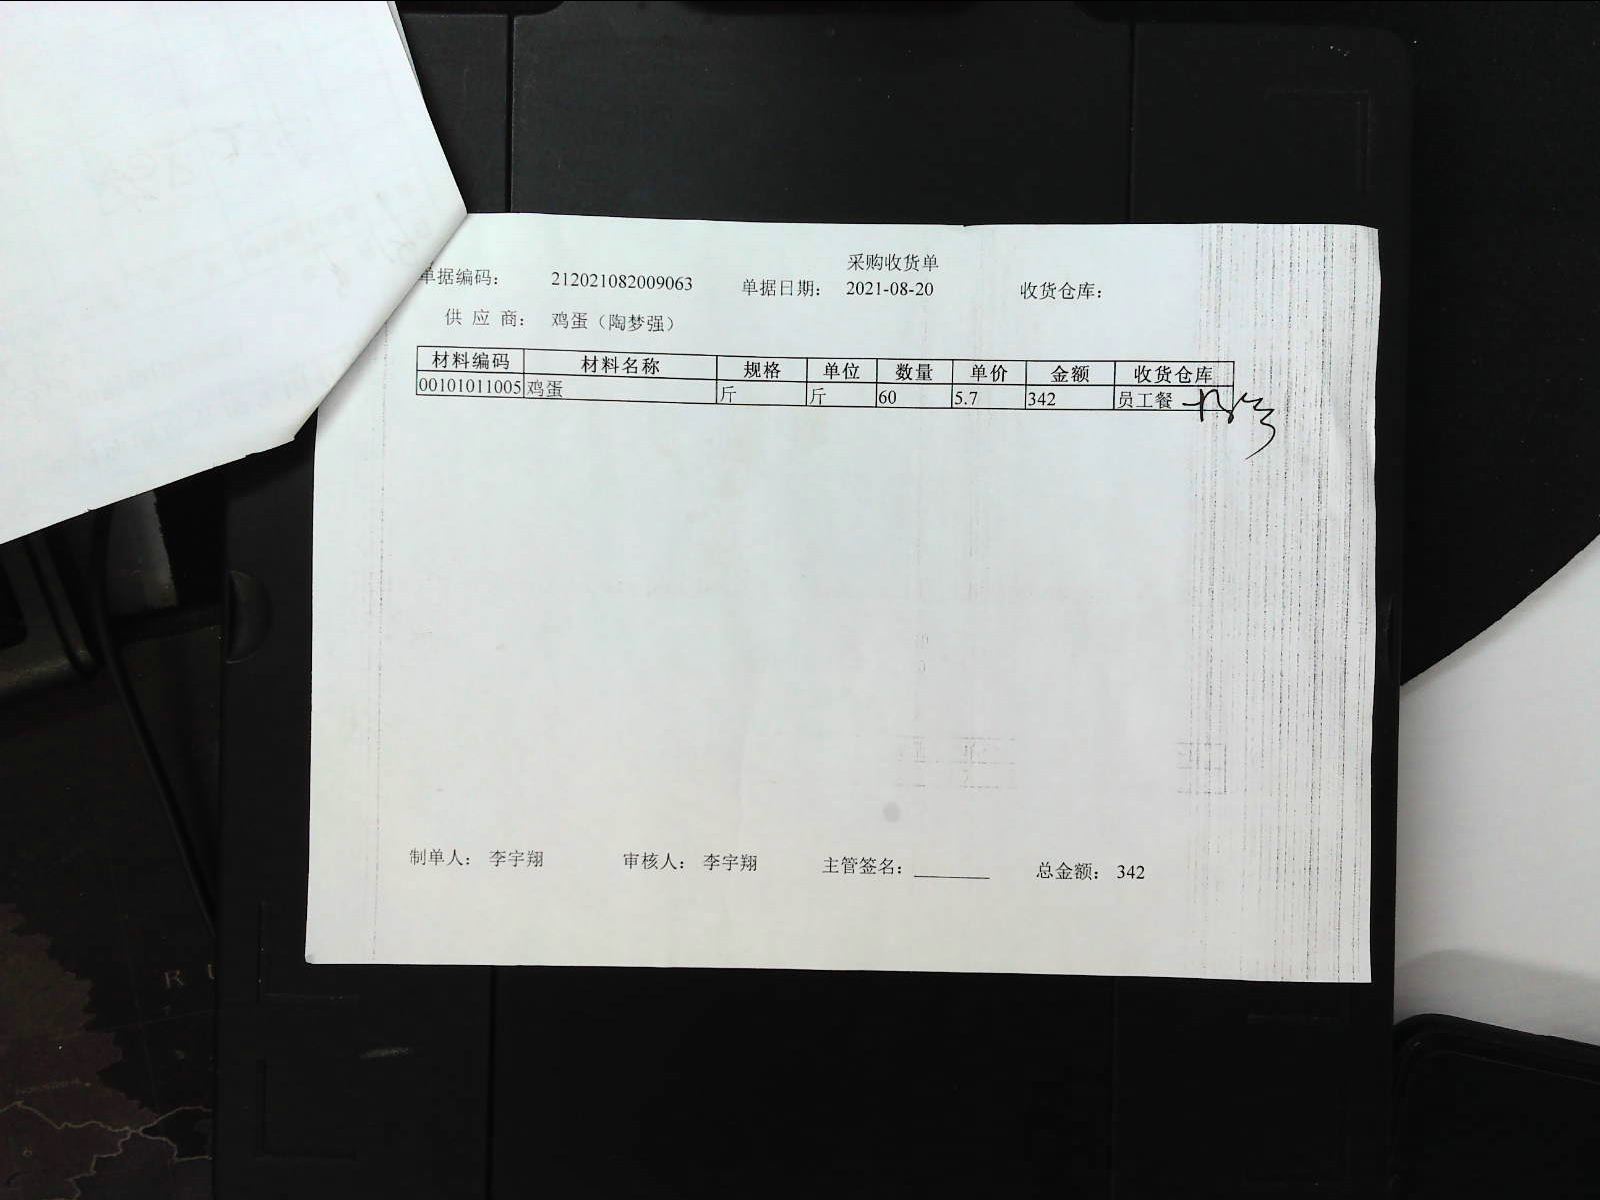 采购收货单
单据编码： 212021082009063 单据日期： 2021-08-20 收货仓库：
供 应 商： 鸡蛋（陶梦强）
材料编码 材料名称 规格 单位 数量 单价 金额 收货仓库
00101011005 鸡蛋 斤 斤 60 5.7 342 员工餐
制单人： 李宇翔 审核人： 李宇翔 主管签名：________ 总金额： 342